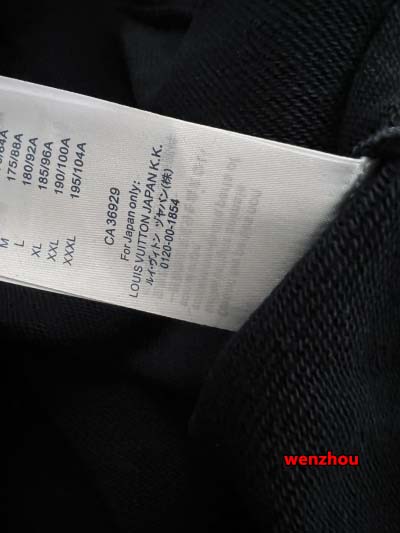 175/88A
180/92A
185/96A
190/100A
195/104A
M
L
XL
XXL
XXXL
CA 36929
For Japan only:
LOUIS VUITTON JAPAN K.K.
ルイ・ヴィトン ジャパン(株)
0120-00-1854
wenzhou